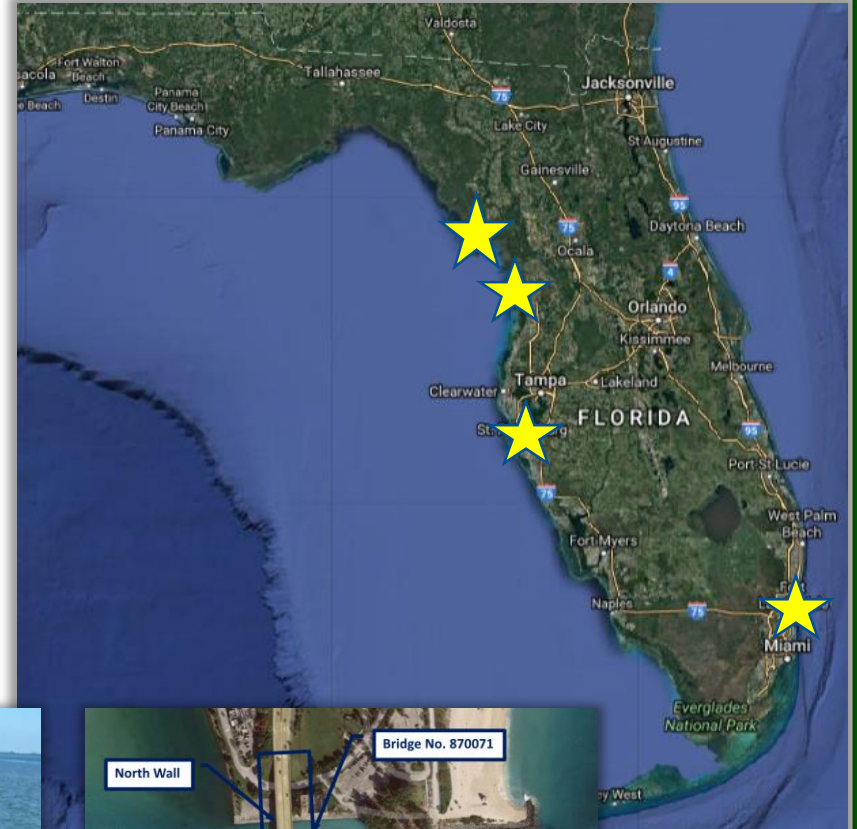 Valdosta
Fort Walton
Beach
Tallahassee
Jacksonville
Panama
City Beach
Destin
e Beach
Panama City
75
Lake City
St Augustine
Gainesville
95
75
Daytona Beach
Ocala
4
Orlando
Kissimmee
Melbourne
Clearwater
Tampa
Lakeland
FLORIDA
St.
95
75
Port St Lucie
West Palm
Beach
Fort Myers
Naples
75
Miami
Everglades
National Park
West
Bridge No. 870071
North Wall